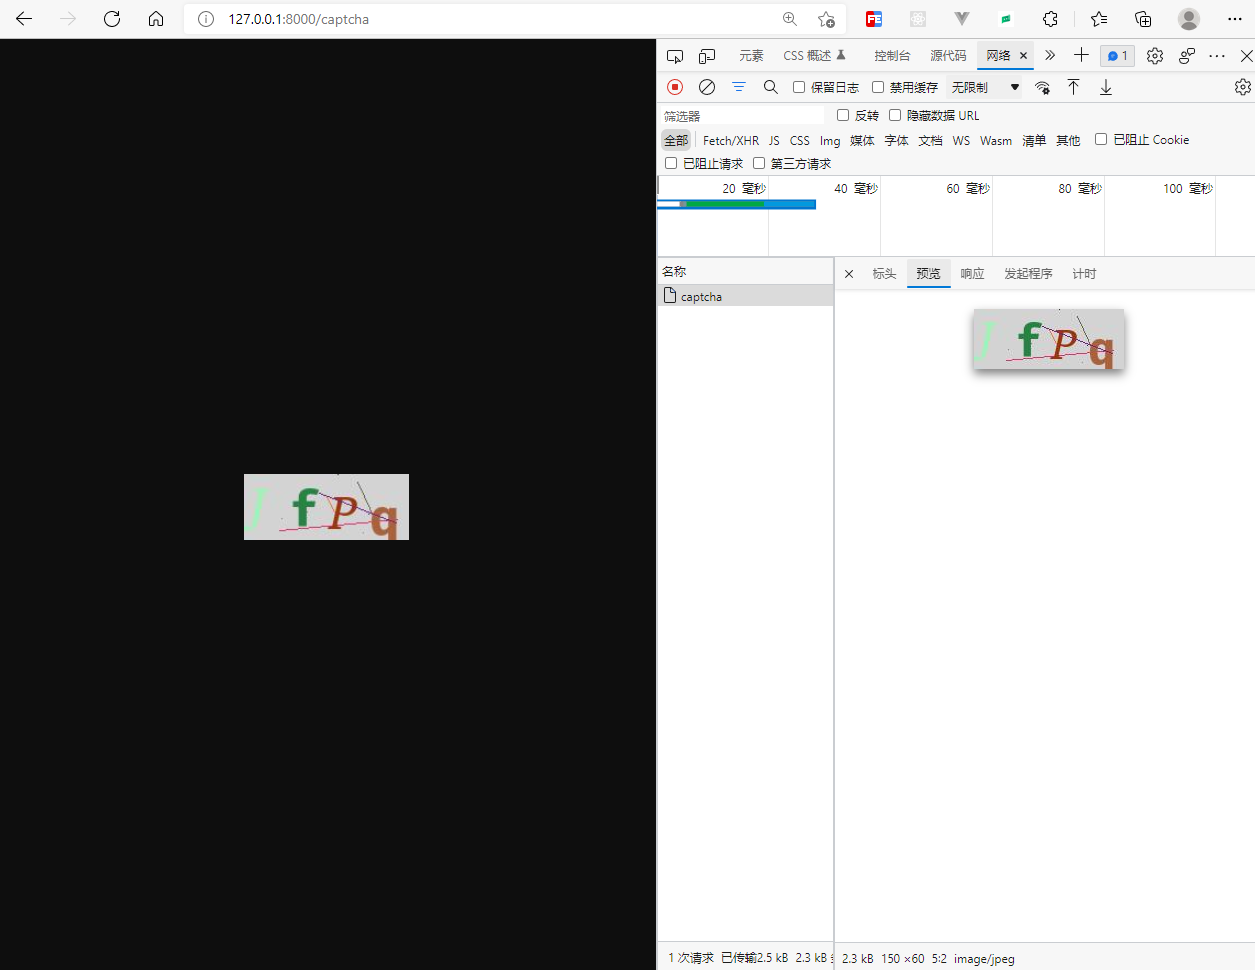 127.0.0.1:8000/captcha
元素 CSS 概述 控制台 源代码 网络 1
保留日志 禁用缓存 无限制
筛选器 反转 隐藏数据 URL
全部 Fetch/XHR JS CSS Img 媒体 字体 文档 WS Wasm 清单 其他 已阻止 Cookie
已阻止请求 第三方请求
20 毫秒 40 毫秒 60 毫秒 80 毫秒 100 毫秒
名称
captcha
标头 预览 响应 发起程序 计时
J f P q
J f P q
1 次请求 已传输2.5 kB 2.3 kB
2.3 kB 150 × 60 5:2 image/jpeg